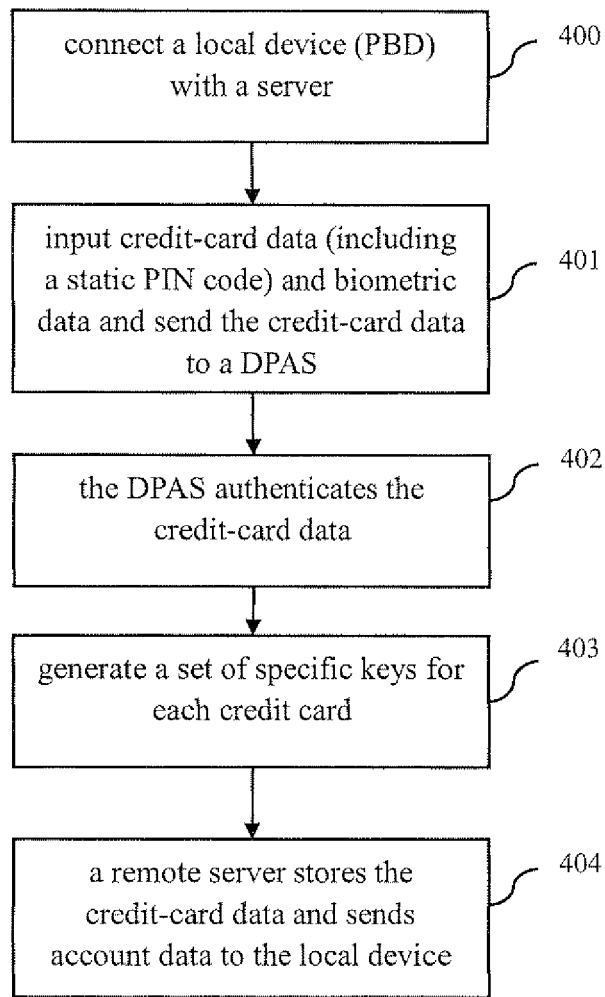 connect a local device (PBD)
with a server
400
input credit-card data (including
a static PIN code) and biometric
data and send the credit-card data
to a DPAS
401
the DPAS authenticates the
credit-card data
402
generate a set of specific keys for
each credit card
403
a remote server stores the
credit-card data and sends
account data to the local device
404